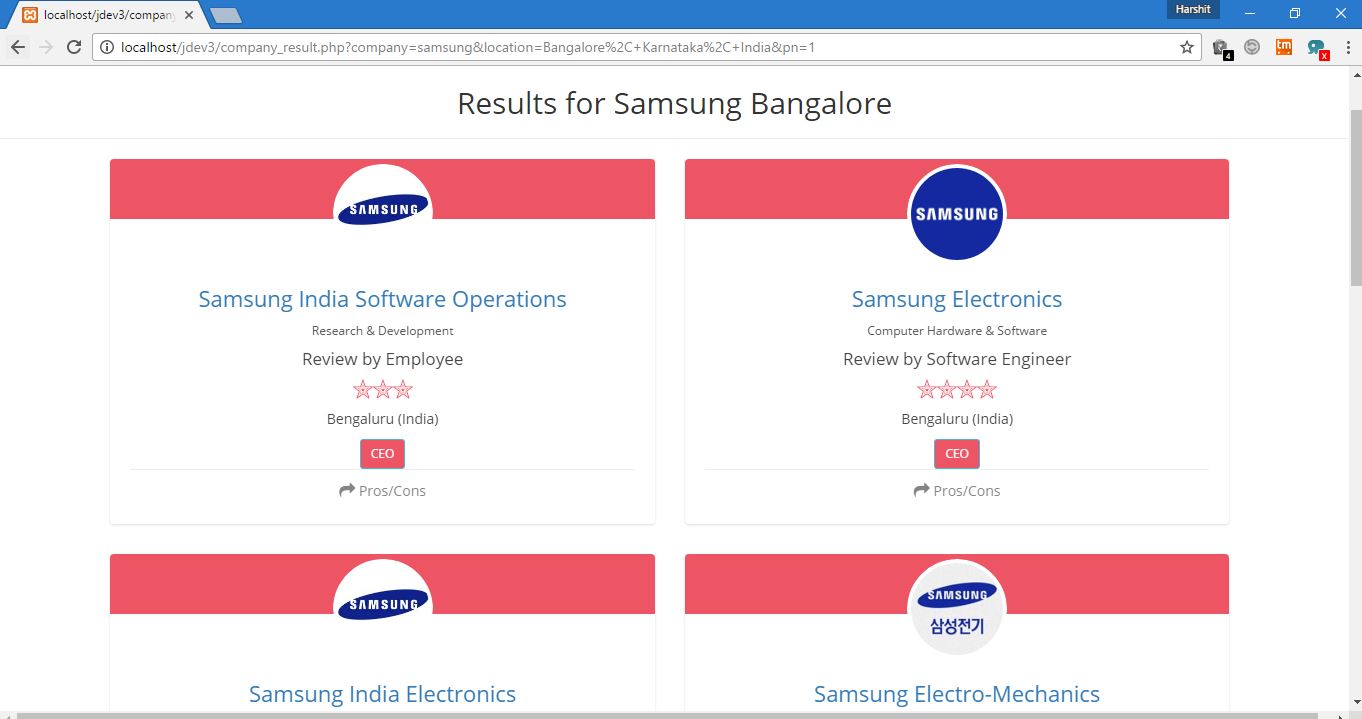 localhost/jdev3/company
Harshit
localhost/jdev3/company_result.php?company=samsung&location=Bangalore%2C+Karnataka%2C+India&pn=1
4
tm
x
Results for Samsung Bangalore
SAMSUNG
Samsung India Software Operations
Research & Development
Review by Employee
Bengaluru (India)
CEO
Pros/Cons
SAMSUNG
Samsung Electronics
Computer Hardware & Software
Review by Software Engineer
Bengaluru (India)
CEO
Pros/Cons
SAMSUNG
Samsung India Electronics
SAMSUNG
삼성전기
Samsung Electro-Mechanics